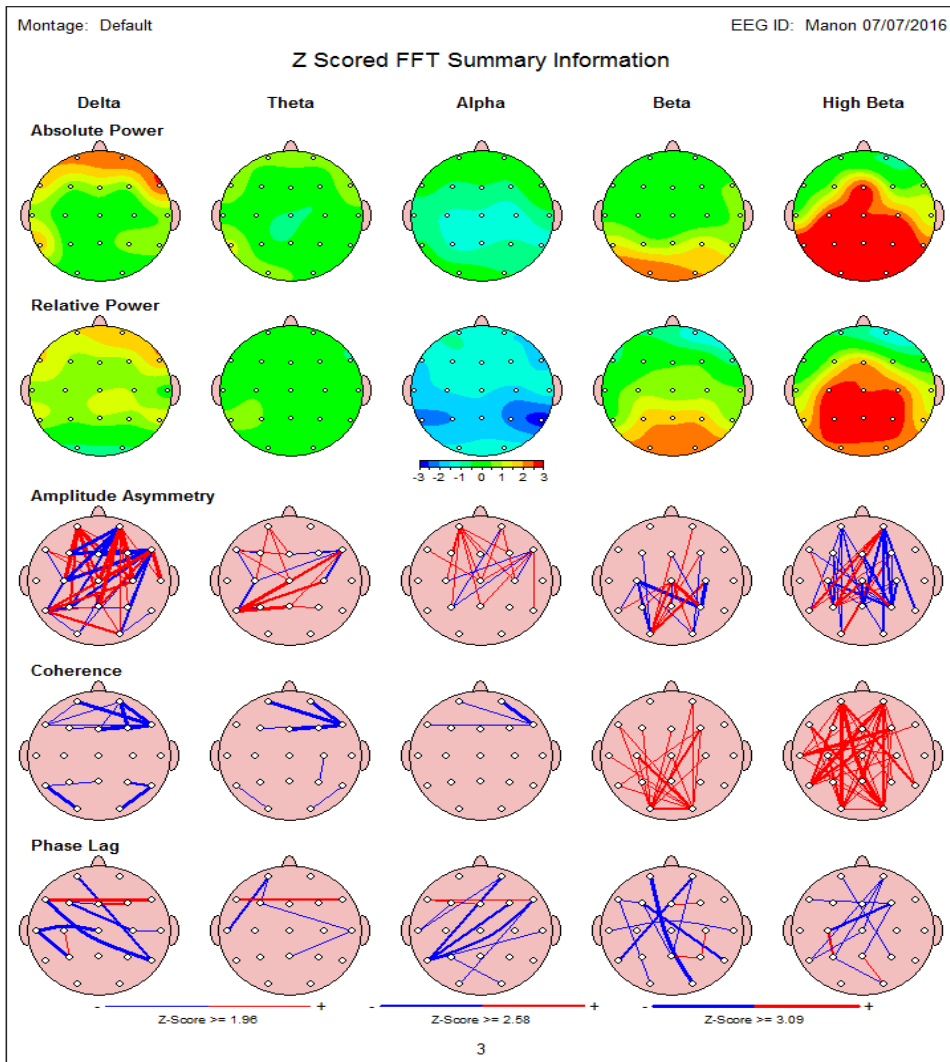 Montage: Default EEG ID: Manon 07/07/2016
Z Scored FFT Summary Information
Delta Theta Alpha Beta High Beta
Absolute Power
Relative Power
-3 -2 -1 0 1 2 3
Amplitude Asymmetry
Coherence
Phase Lag
- + - + - +
Z-Score >= 1.96 Z-Score >= 2.58 Z-Score >= 3.09
3